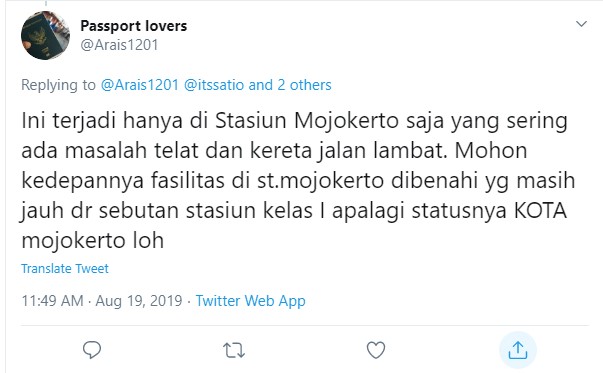 Passport lovers
@Arais1201
Replying to @Arais1201 @itssatio and 2 others
Ini terjadi hanya di Stasiun Mojokerto saja yang sering
ada masalah telat dan kereta jalan lambat. Mohon
kedepannya fasilitas di st.mojokerto dibenahi yg masih
jauh dr sebutan stasiun kelas I apalagi statusnya KOTA
mojokerto loh
Translate Tweet
11:49 AM · Aug 19, 2019 · Twitter Web App